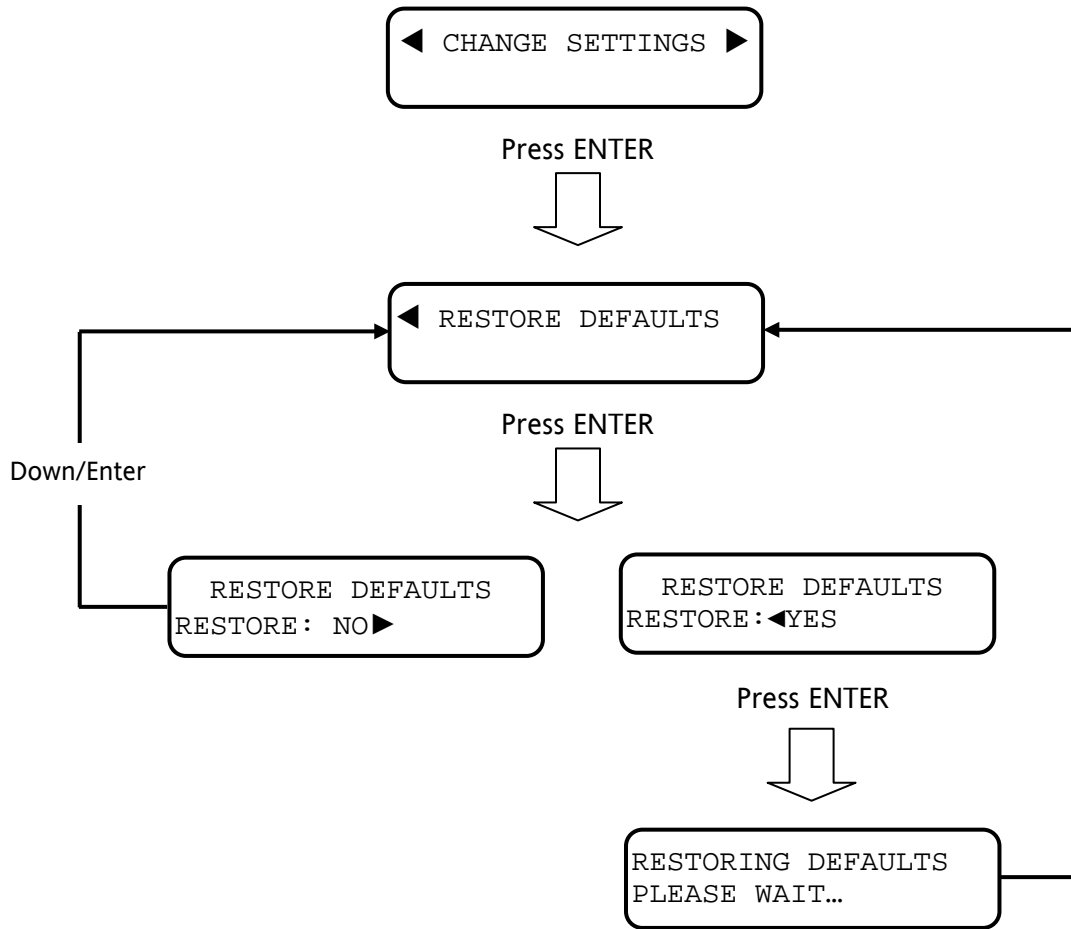 ◀ CHANGE SETTINGS ▶
Press ENTER
◀ RESTORE DEFAULTS
Press ENTER
Down/Enter
RESTORE DEFAULTS
RESTORE: NO▶
RESTORE DEFAULTS
RESTORE:◀YES
Press ENTER
RESTORING DEFAULTS
PLEASE WAIT…